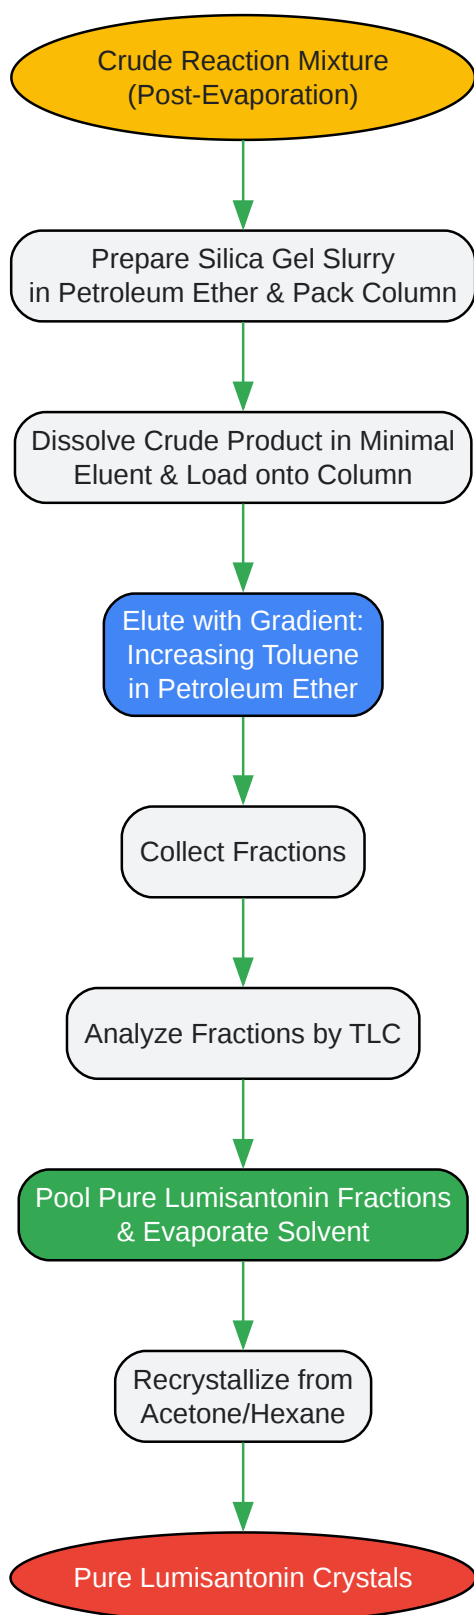 Crude Reaction Mixture
(Post-Evaporation)
Prepare Silica Gel Slurry
in Petroleum Ether & Pack Column
Dissolve Crude Product in Minimal
Eluent & Load onto Column
Elute with Gradient:
Increasing Toluene
in Petroleum Ether
Collect Fractions
Analyze Fractions by TLC
Pool Pure Lumisantonin Fractions
& Evaporate Solvent
Recrystallize from
Acetone/Hexane
Pure Lumisantonin Crystals